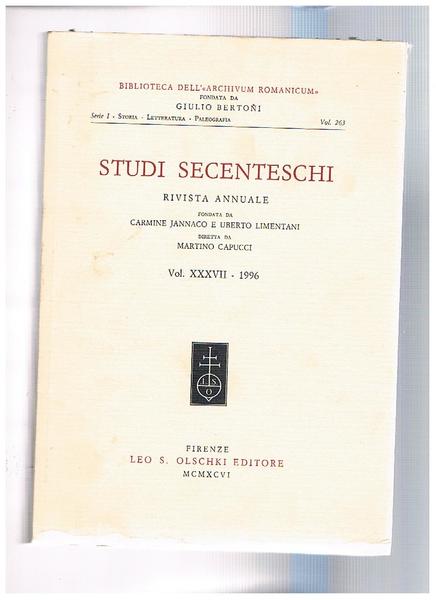 BIBLIOTECA DELL'«ARCHIVUM ROMANICUM»
FONDATA DA
GIULIO BERTOÑI
Serie I - Storia - Letteratura - Paleografia Vol. 263
STUDI SECENTESCHI
RIVISTA ANNUALE
FONDATA DA
CARMINE JANNACO E UBERTO LIMENTANI
DIRETTA DA
MARTINO CAPUCCI
Vol. XXXVII - 1996
L S
O
FIRENZE
LEO S. OLSCHKI EDITORE
MCMXCVI